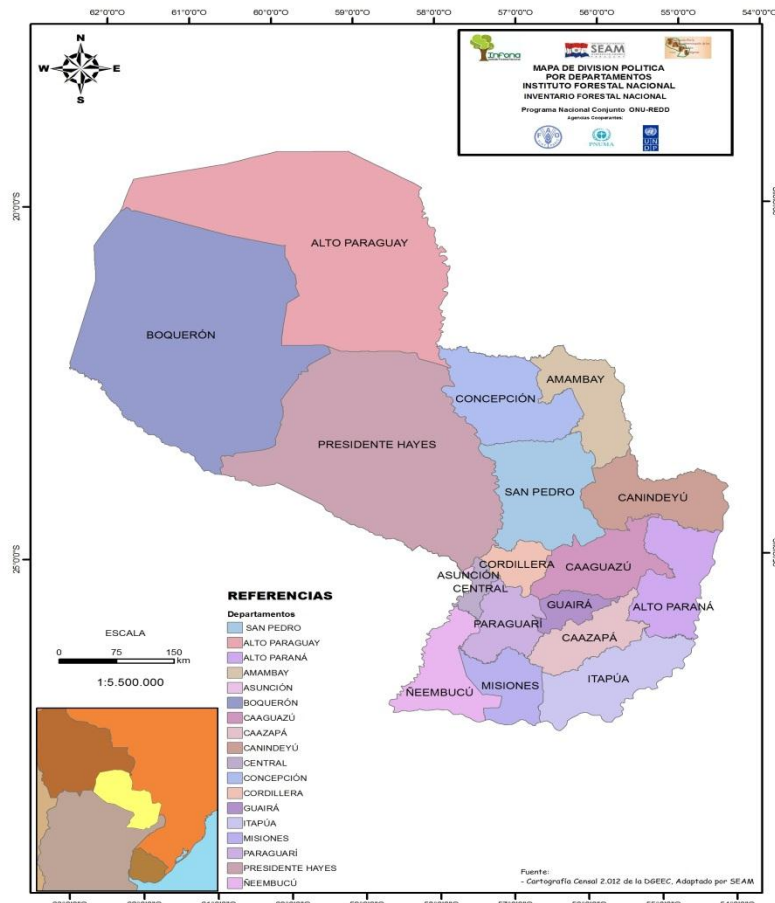 62°0'0"O 61°0'0"O 60°0'0"O 59°0'0"O 58°0'0"O 57°0'0"O 56°0'0"O 55°0'0"O 54°0'0"O
N
W E
S
Infona
SEAM
MAPA DE DIVISION POLITICA
POR DEPARTAMENTOS
INSTITUTO FORESTAL NACIONAL
INVENTARIO FORESTAL NACIONAL
Programa Nacional Conjunto ONU-REDD
Agencias Cooperantes:
FAO
PNUMA
UN
DP
20°0'0"S
ALTO PARAGUAY
BOQUERÓN
AMAMBAY
CONCEPCIÓN
PRESIDENTE HAYES
SAN PEDRO
CANINDEYÚ
25°0'0"S
CORDILLERA
CAAGUAZÚ
ASUNCIÓN
CENTRAL
GUAIRÁ
ALTO PARANÁ
PARAGUARÍ
CAAZAPÁ
ITAPÚA
MISIONES
ÑEEMBUCÚ
REFERENCIAS
Departamentos
SAN PEDRO
ALTO PARAGUAY
ALTO PARANÁ
AMAMBAY
ASUNCIÓN
BOQUERÓN
CAAGUAZÚ
CAAZAPÁ
CANINDEYÚ
CENTRAL
CONCEPCIÓN
CORDILLERA
GUAIRÁ
ITAPÚA
MISIONES
PARAGUARÍ
PRESIDENTE HAYES
ÑEEMBUCÚ
ESCALA
0 75 150
km
1:5.500.000
Fuente:
- Cartografía Censal 2.012 de la DGEEC, Adaptado por SEAM